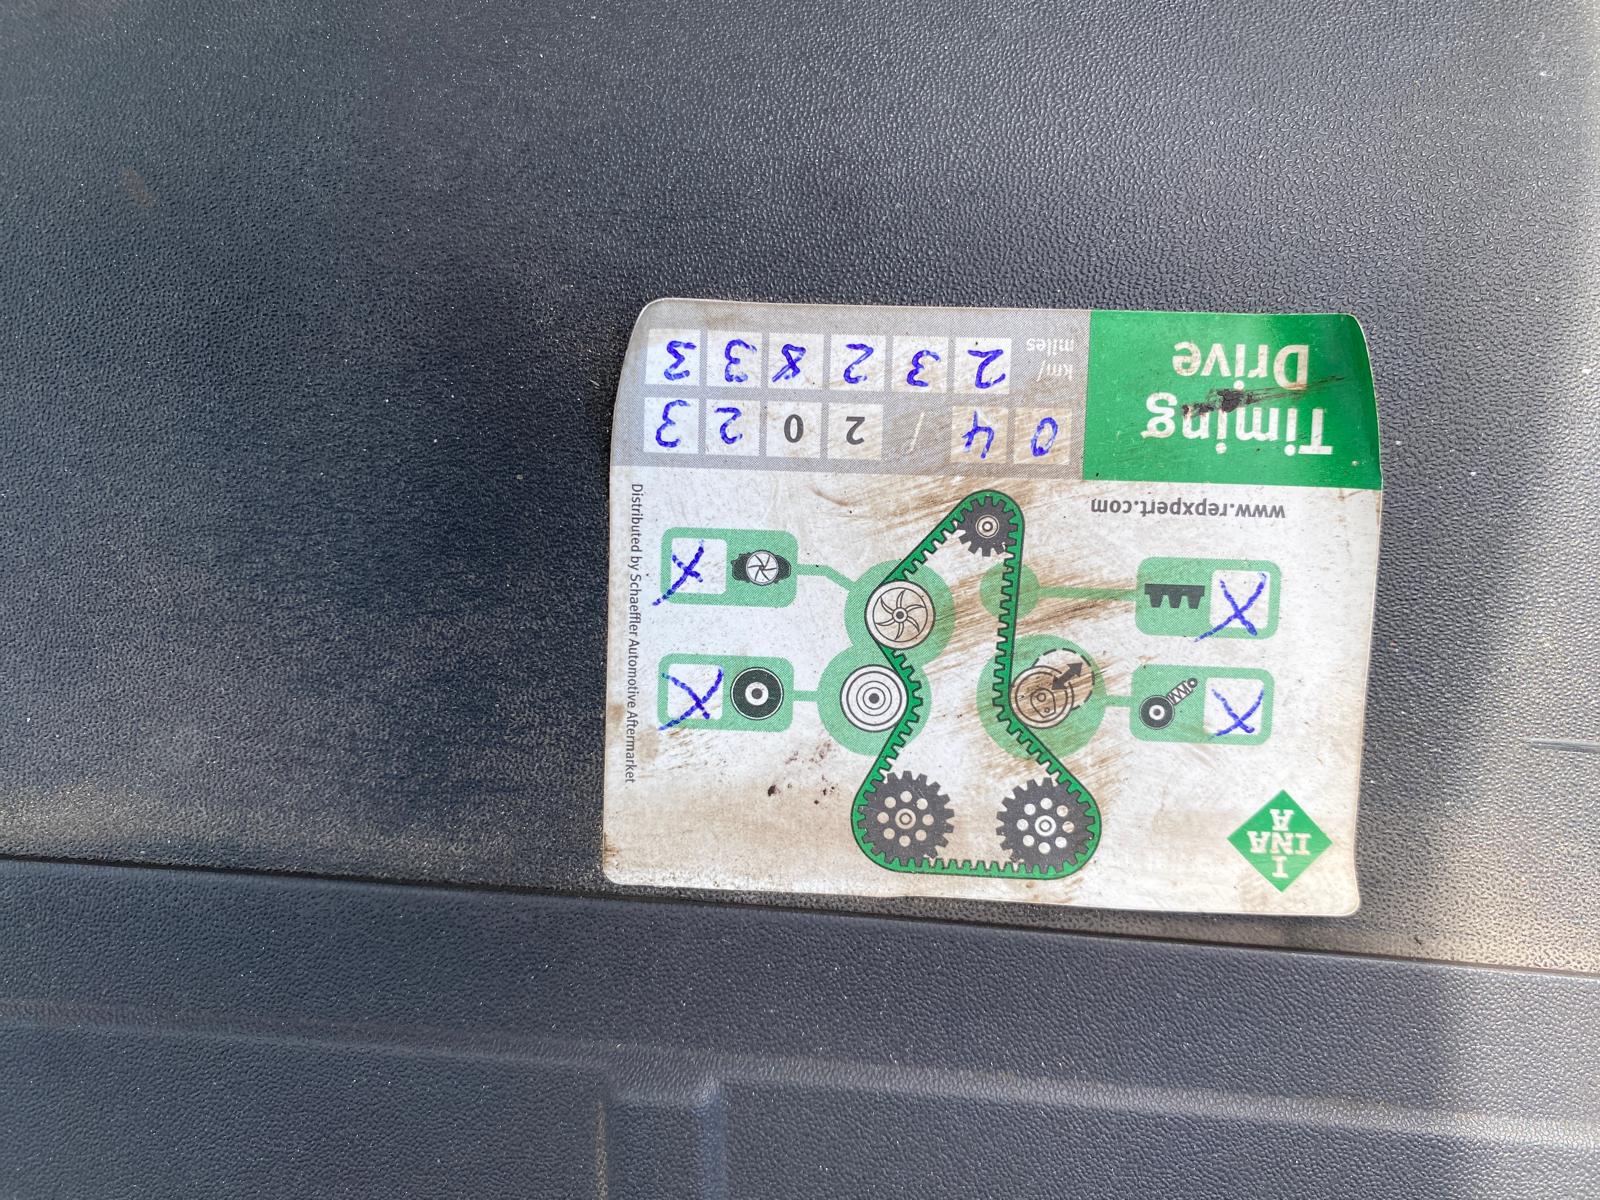 I
INA
A
X
X
X
X
Distributed by Schaeffler Automotive Aftermarket
www.repxpert.com
Timing
Drive
04 / 2023
km/
miles
232833